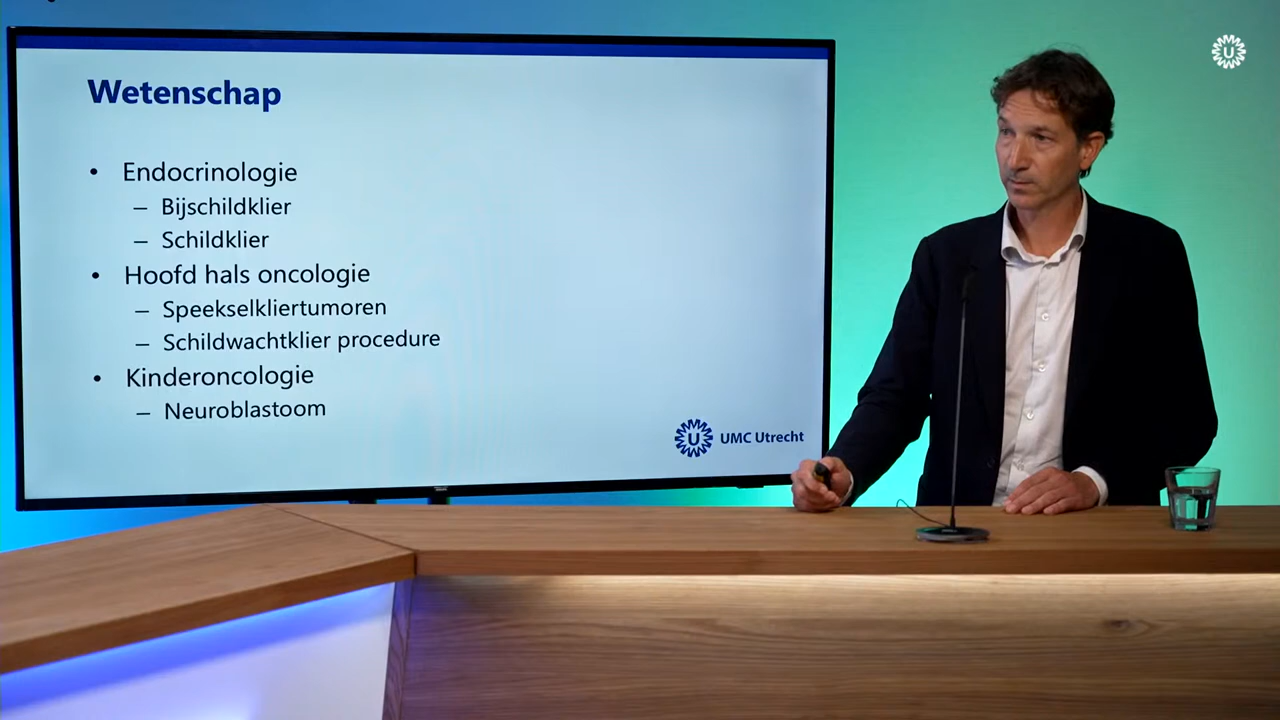 Wetenschap
• Endocrinologie
– Bijschildklier
– Schildklier
• Hoofd hals oncologie
– Speekselkliertumoren
– Schildwachtklier procedure
• Kinderoncologie
– Neuroblastoom
U UMC Utrecht
U